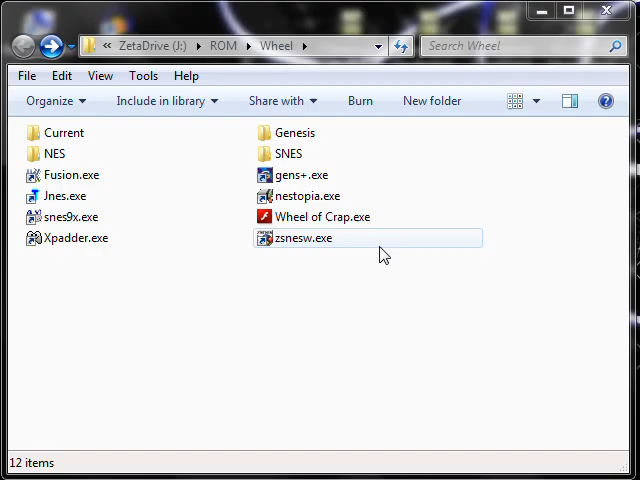 « ZetaDrive (J:) ROM Wheel Search Wheel
File Edit View Tools Help
Organize Include in library Share with Burn New folder
Current Genesis
NES SNES
Fusion.exe gens+.exe
Jnes.exe nestopia.exe
snes9x.exe Wheel of Crap.exe
Xpadder.exe zsnesw.exe
12 items